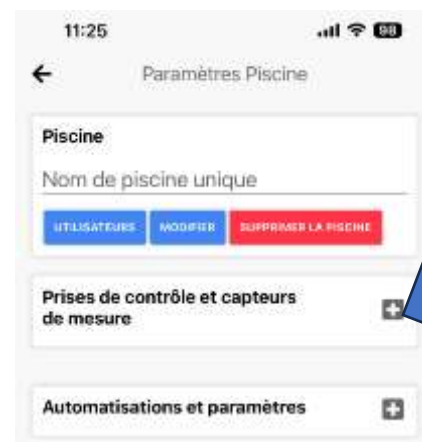 11:25 98
Paramètres Piscine
Piscine
Nom de piscine unique
UTILISATEURS MODIFIER SUPPRIMER LA PISCINE
Prises de contrôle et capteurs
de mesure
Automatisations et paramètres